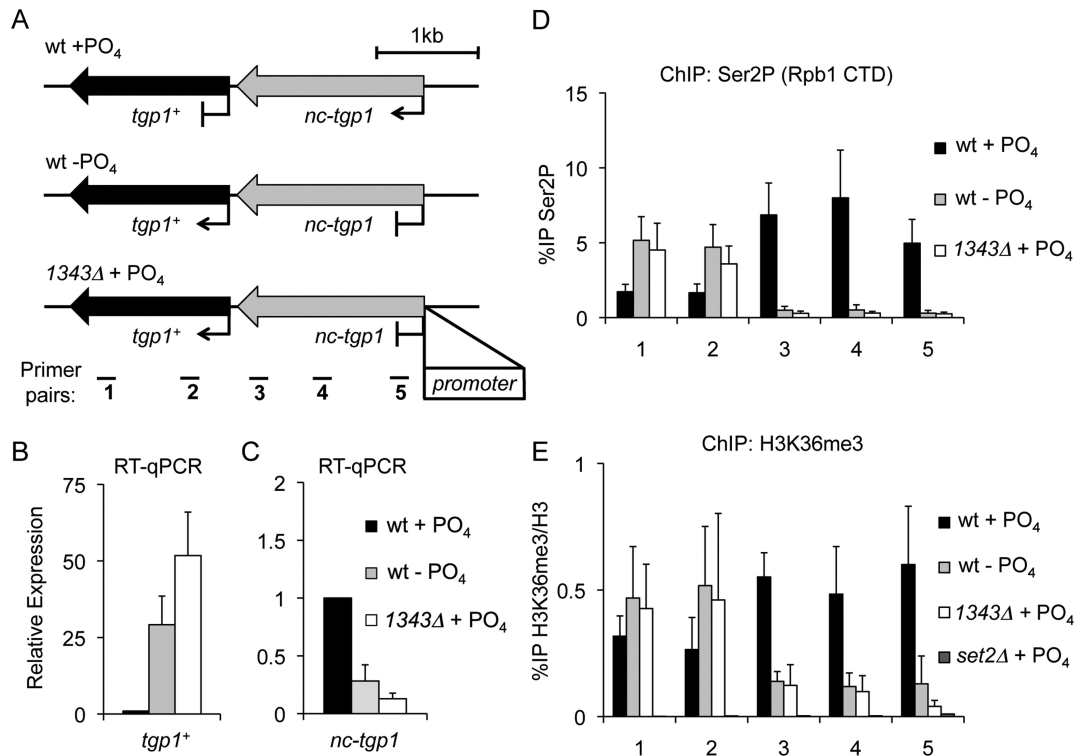 A
wt +PO4
1kb
tgp1+
nc-tgp1
wt -PO4
tgp1+
nc-tgp1
1343Δ + PO4
tgp1+
nc-tgp1
promoter
Primer
pairs:
1 2 3 4 5
B
RT-qPCR
Relative Expression
75
50
25
0
tgp1+
C
RT-qPCR
2
1.5
1
0.5
0
wt + PO4
wt - PO4
1343Δ + PO4
nc-tgp1
D
ChIP: Ser2P (Rpb1 CTD)
%IP Ser2P
15
10
5
0
wt + PO4
wt - PO4
1343Δ + PO4
1 2 3 4 5
E
ChIP: H3K36me3
%IP H3K36me3/H3
1
0.5
0
wt + PO4
wt - PO4
1343Δ + PO4
set2Δ + PO4
1 2 3 4 5